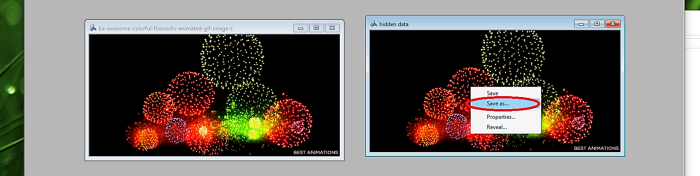 be-awesome-colorful-fireworks-animated-gif-image-s
hidden data
Save
Save as...
Properties...
Reveal...
BEST ANIMATIONS
BEST ANIMATIONS